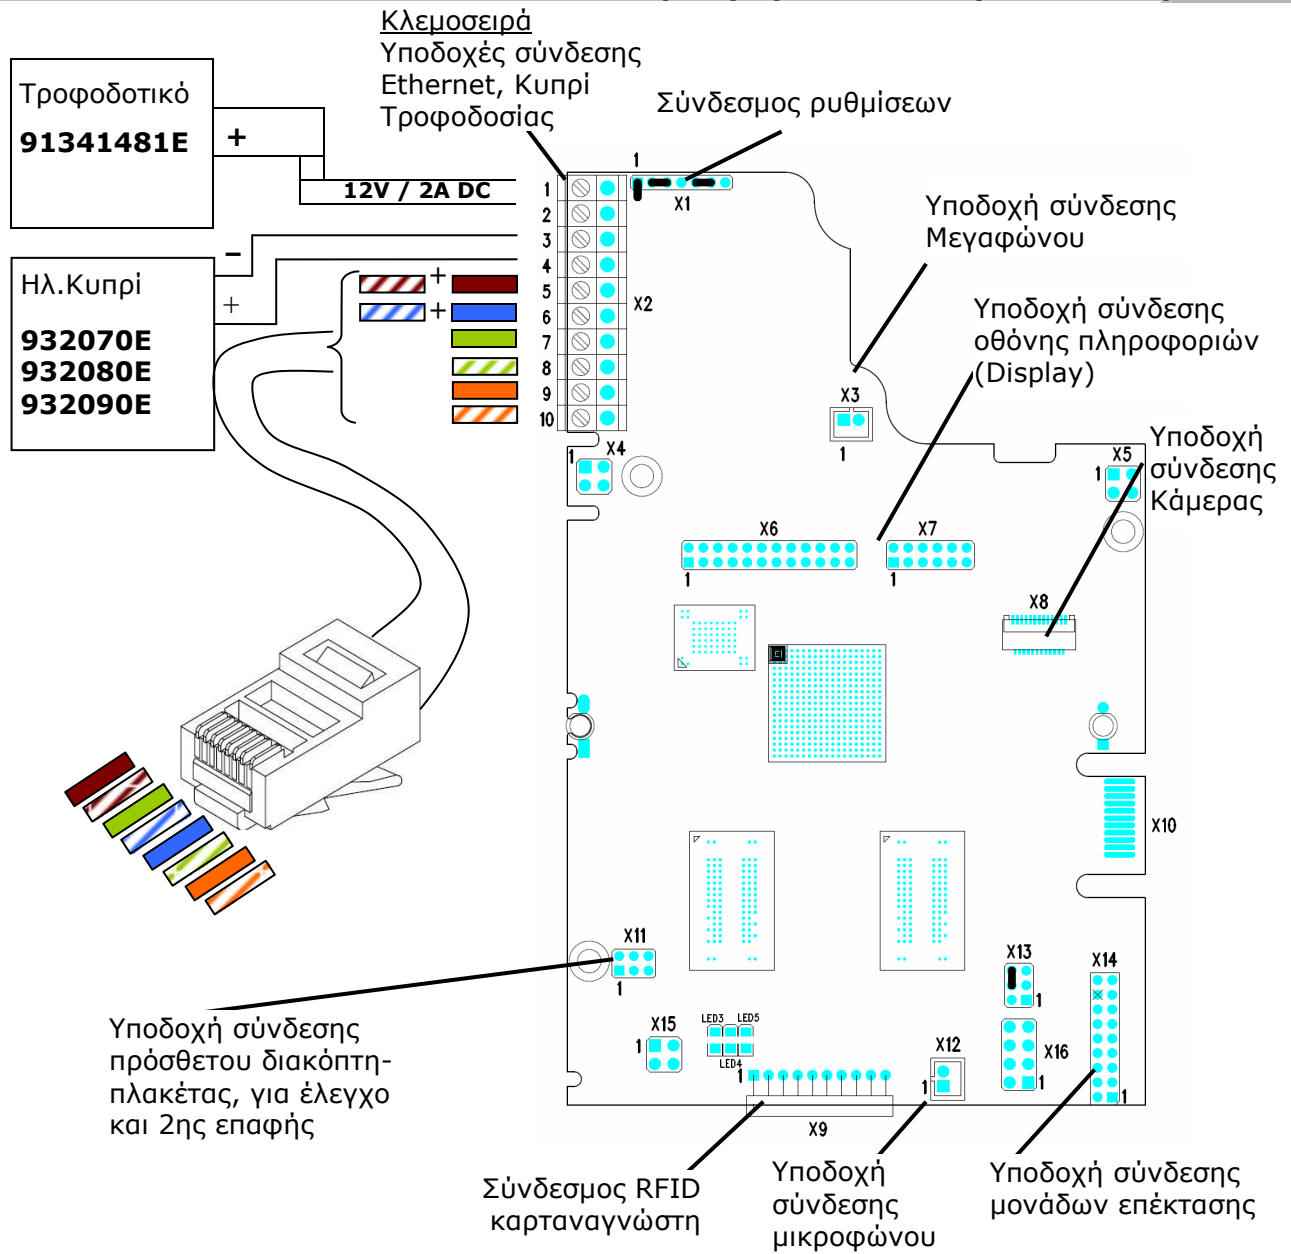 Κλεμοσειρά
Υποδοχές σύνδεσης
Ethernet, Κυπρί
Τροφοδοσίας
Σύνδεσμος ρυθμίσεων
Τροφοδοτικό
91341481E
+
12V / 2A DC
Ηλ.Κυπρί
–
+
932070E
932080E
932090E
+
+
1
2
3
4
5
6
7
8
9
10
X2
1
X1
Υποδοχή σύνδεσης
Μεγαφώνου
Υποδοχή σύνδεσης
οθόνης πληροφοριών
(Display)
X3
1
Υποδοχή
σύνδεσης
Κάμερας
X4
1
X5
1
X6
1
X7
1
X8
X10
X11
1
X13
1
X14
1
Υποδοχή σύνδεσης
πρόσθετου διακόπτη-
πλακέτας, για έλεγχο
και 2ης επαφής
X15
1
LED3 LED5
LED4
1
X9
X12
1
X16
1
Σύνδεσμος RFID
καρταναγνώστη
Υποδοχή
σύνδεσης
μικροφώνου
Υποδοχή σύνδεσης
μονάδων επέκτασης